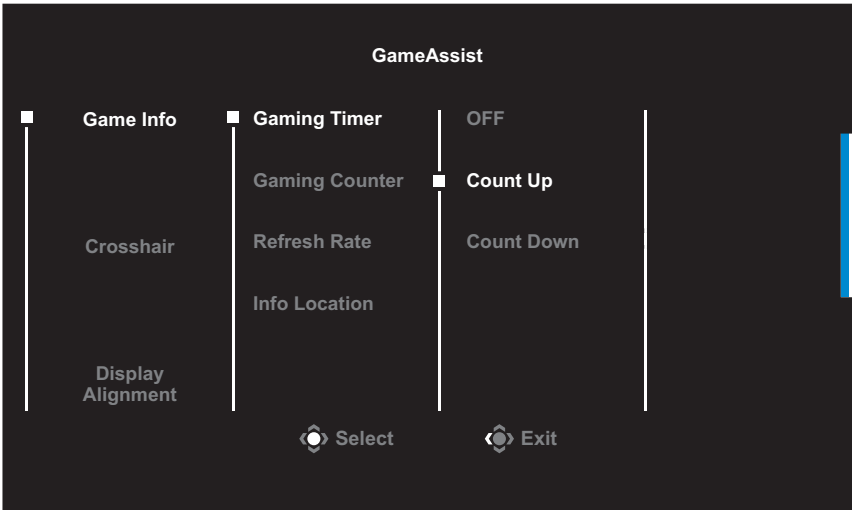 GameAssist
Game Info
Gaming Timer
OFF
Gaming Counter
Count Up
Crosshair
Refresh Rate
Count Down
Info Location
Display
Alignment
Select
Exit